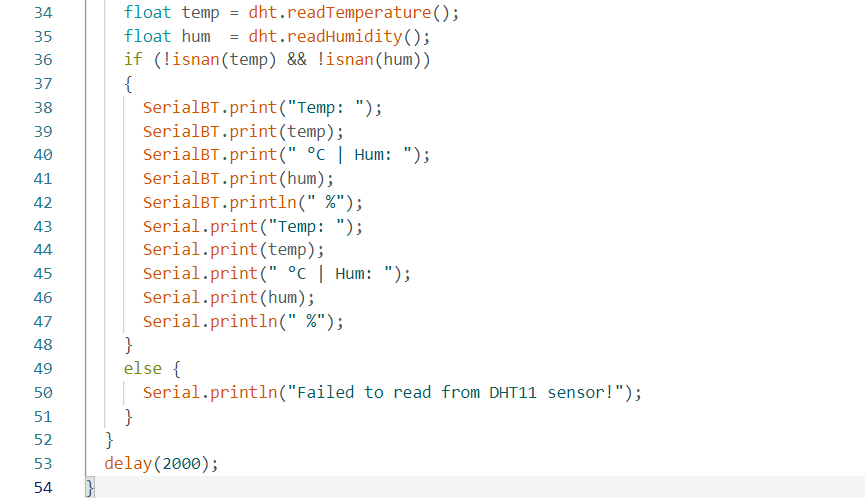 34 float temp = dht.readTemperature();
35 float hum  = dht.readHumidity();
36 if (!isnan(temp) && !isnan(hum))
37 {
38 SerialBT.print("Temp: ");
39 SerialBT.print(temp);
40 SerialBT.print(" °C | Hum: ");
41 SerialBT.print(hum);
42 SerialBT.println(" %");
43 Serial.print("Temp: ");
44 Serial.print(temp);
45 Serial.print(" °C | Hum: ");
46 Serial.print(hum);
47 Serial.println(" %");
48 }
49 else {
50 Serial.println("Failed to read from DHT11 sensor!");
51 }
52 }
53 delay(2000);
54 }